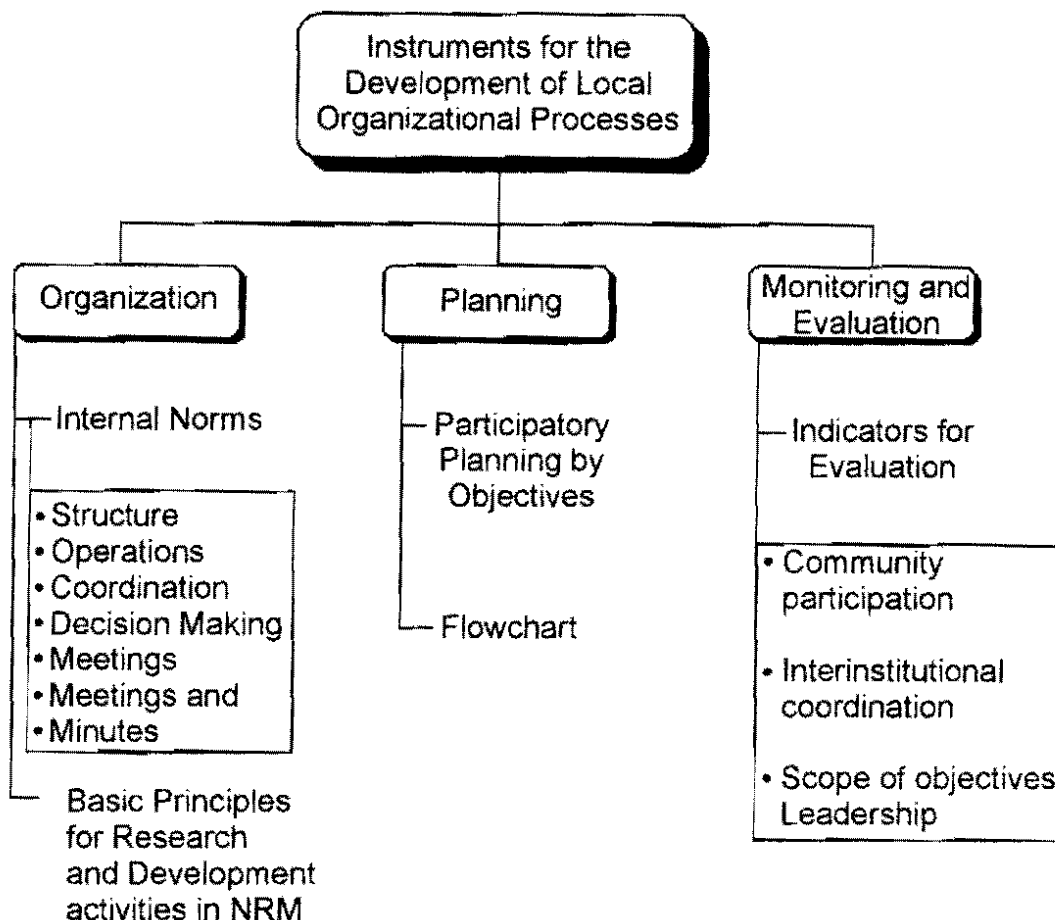 Instruments for the
Development of Local
Organizational Processes
Organization
Internal Norms
• Structure
• Operations
• Coordination
• Decision Making
• Meetings
• Meetings and
• Minutes
Basic Principles
for Research
and Development
activities in NRM
Planning
Participatory
Planning by
Objectives
Flowchart
Monitoring and
Evaluation
Indicators for
Evaluation
• Community
participation
• Interinstitutional
coordination
• Scope of objectives
Leadership